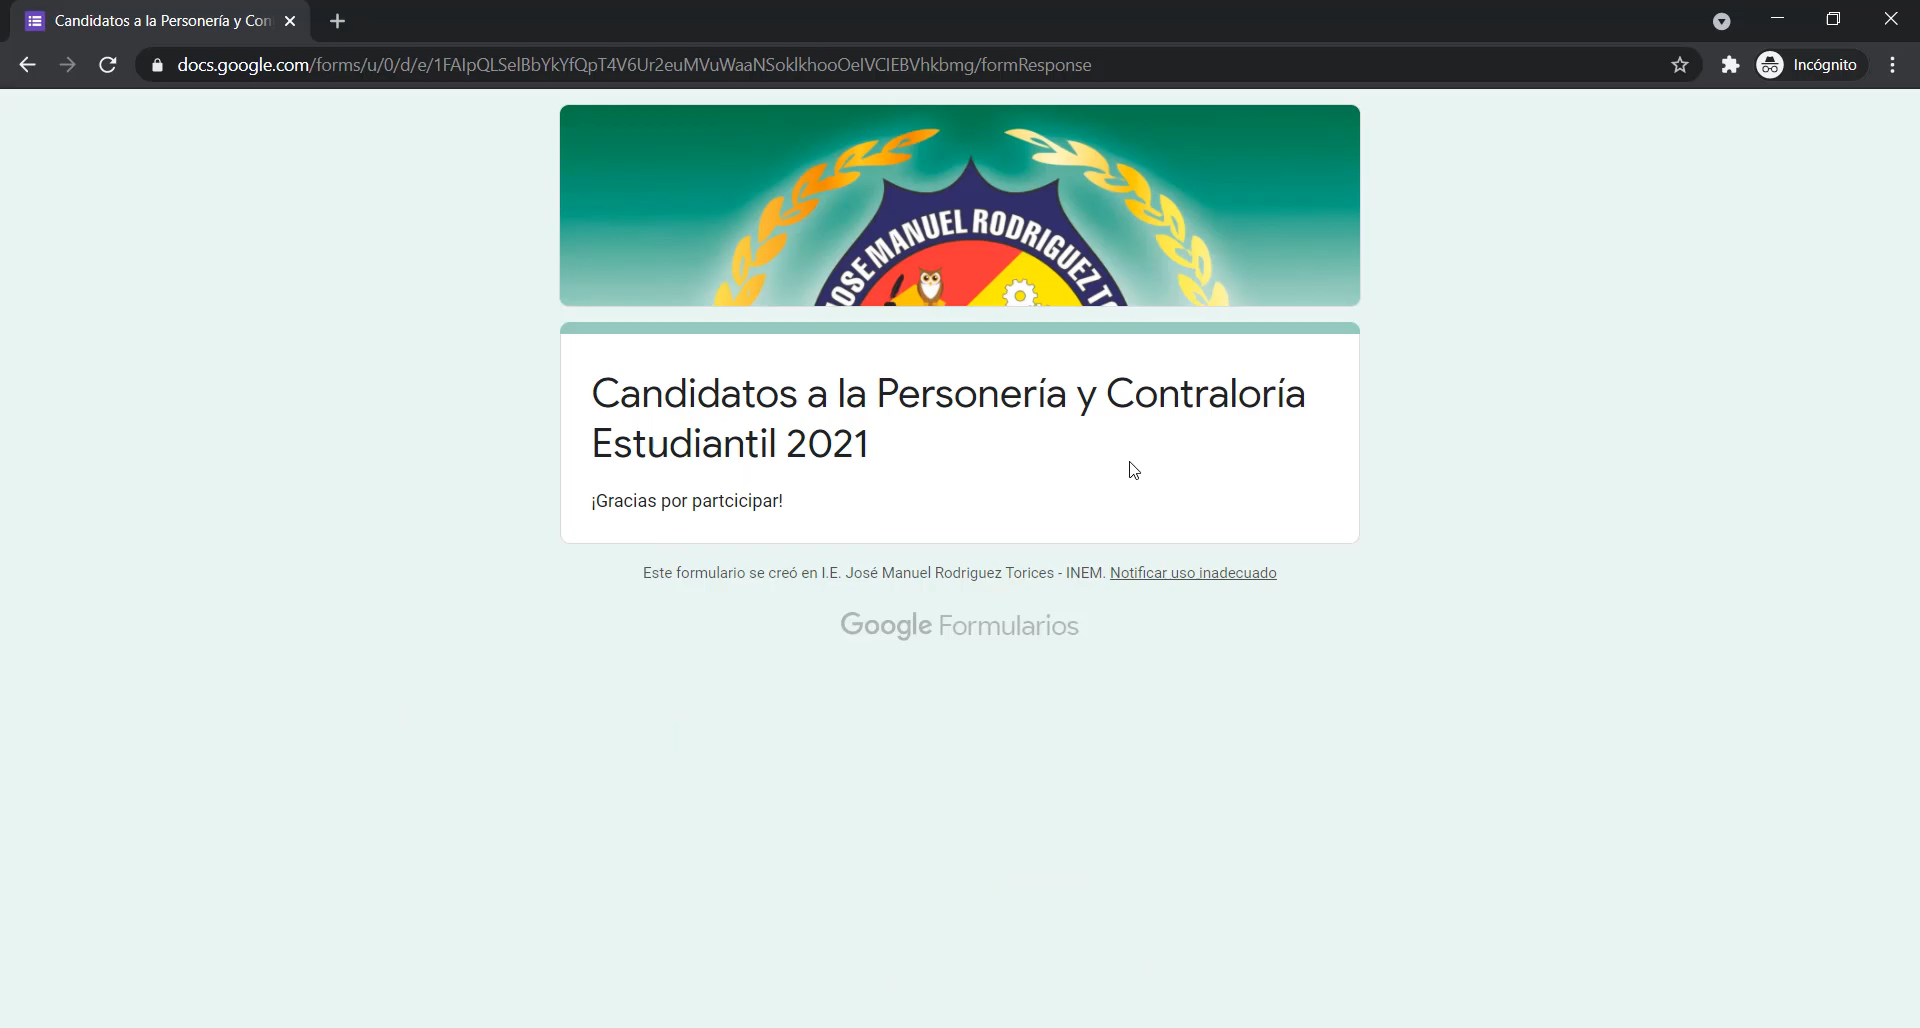 Candidatos a la Personería y Con
docs.google.com/forms/u/0/d/e/1FAIpQLSelBbYkYfQpT4V6Ur2euMVuWaaNSoklkhooOelVCIEBVhkbmg/formResponse
Incógnito
JOSE MANUEL RODRIGUEZ TO
Candidatos a la Personería y Contraloría
Estudiantil 2021
¡Gracias por partcicipar!
Este formulario se creó en I.E. José Manuel Rodriguez Torices - INEM. Notificar uso inadecuado
Google Formularios